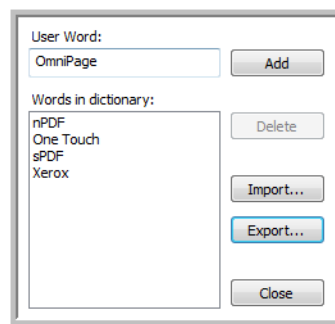 User Word:
OmniPage
Add
Words in dictionary:
nPDF
One Touch
sPDF
Xerox
Delete
Import...
Export...
Close